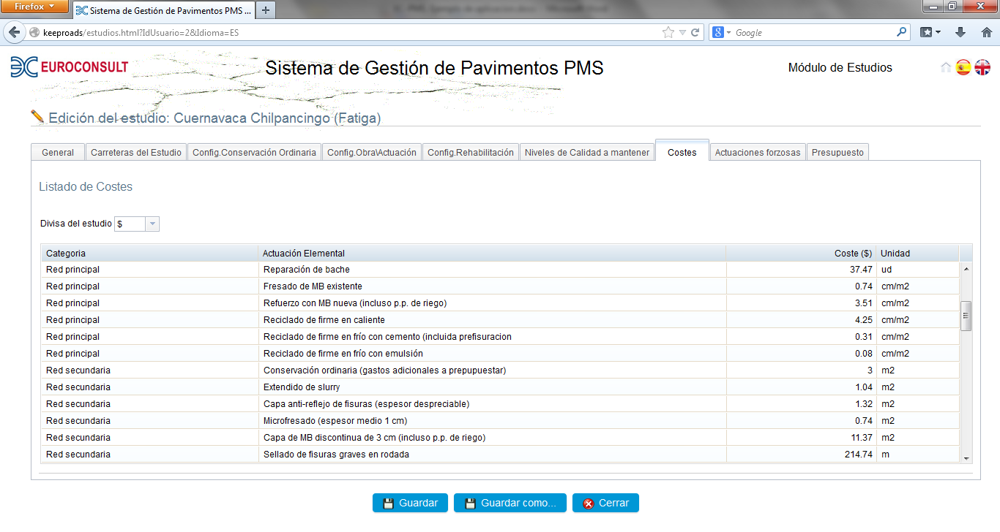 Firefox
Sistema de Gestión de Pavimentos PMS ...
keeproads/estudios.html?IdUsuario=2&Idioma=ES
Google
EUROCONSULT
Sistema de Gestión de Pavimentos PMS
Módulo de Estudios
Edición del estudio: Cuernavaca Chilpancingo (Fatiga)
General Carreteras del Estudio Config.Conservación Ordinaria Config.Obra\Actuación Config.Rehabilitación Niveles de Calidad a mantener Costes Actuaciones forzosas Presupuesto
Listado de Costes
Divisa del estudio $
Categoria Actuación Elemental Coste ($) Unidad
Red principal Reparación de bache 37.47 ud
Red principal Fresado de MB existente 0.74 cm/m2
Red principal Refuerzo con MB nueva (incluso p.p. de riego) 3.51 cm/m2
Red principal Reciclado de firme en caliente 4.25 cm/m2
Red principal Reciclado de firme en frío con cemento (incluida prefisuracion 0.31 cm/m2
Red principal Reciclado de firme en frío con emulsión 0.08 cm/m2
Red secundaria Conservación ordinaria (gastos adicionales a prepupuestar) 3 m2
Red secundaria Extendido de slurry 1.04 m2
Red secundaria Capa anti-reflejo de fisuras (espesor despreciable) 1.32 m2
Red secundaria Microfresado (espesor medio 1 cm) 0.74 m2
Red secundaria Capa de MB discontinua de 3 cm (incluso p.p. de riego) 11.37 m2
Red secundaria Sellado de fisuras graves en rodada 214.74 m
Guardar Guardar como... Cerrar